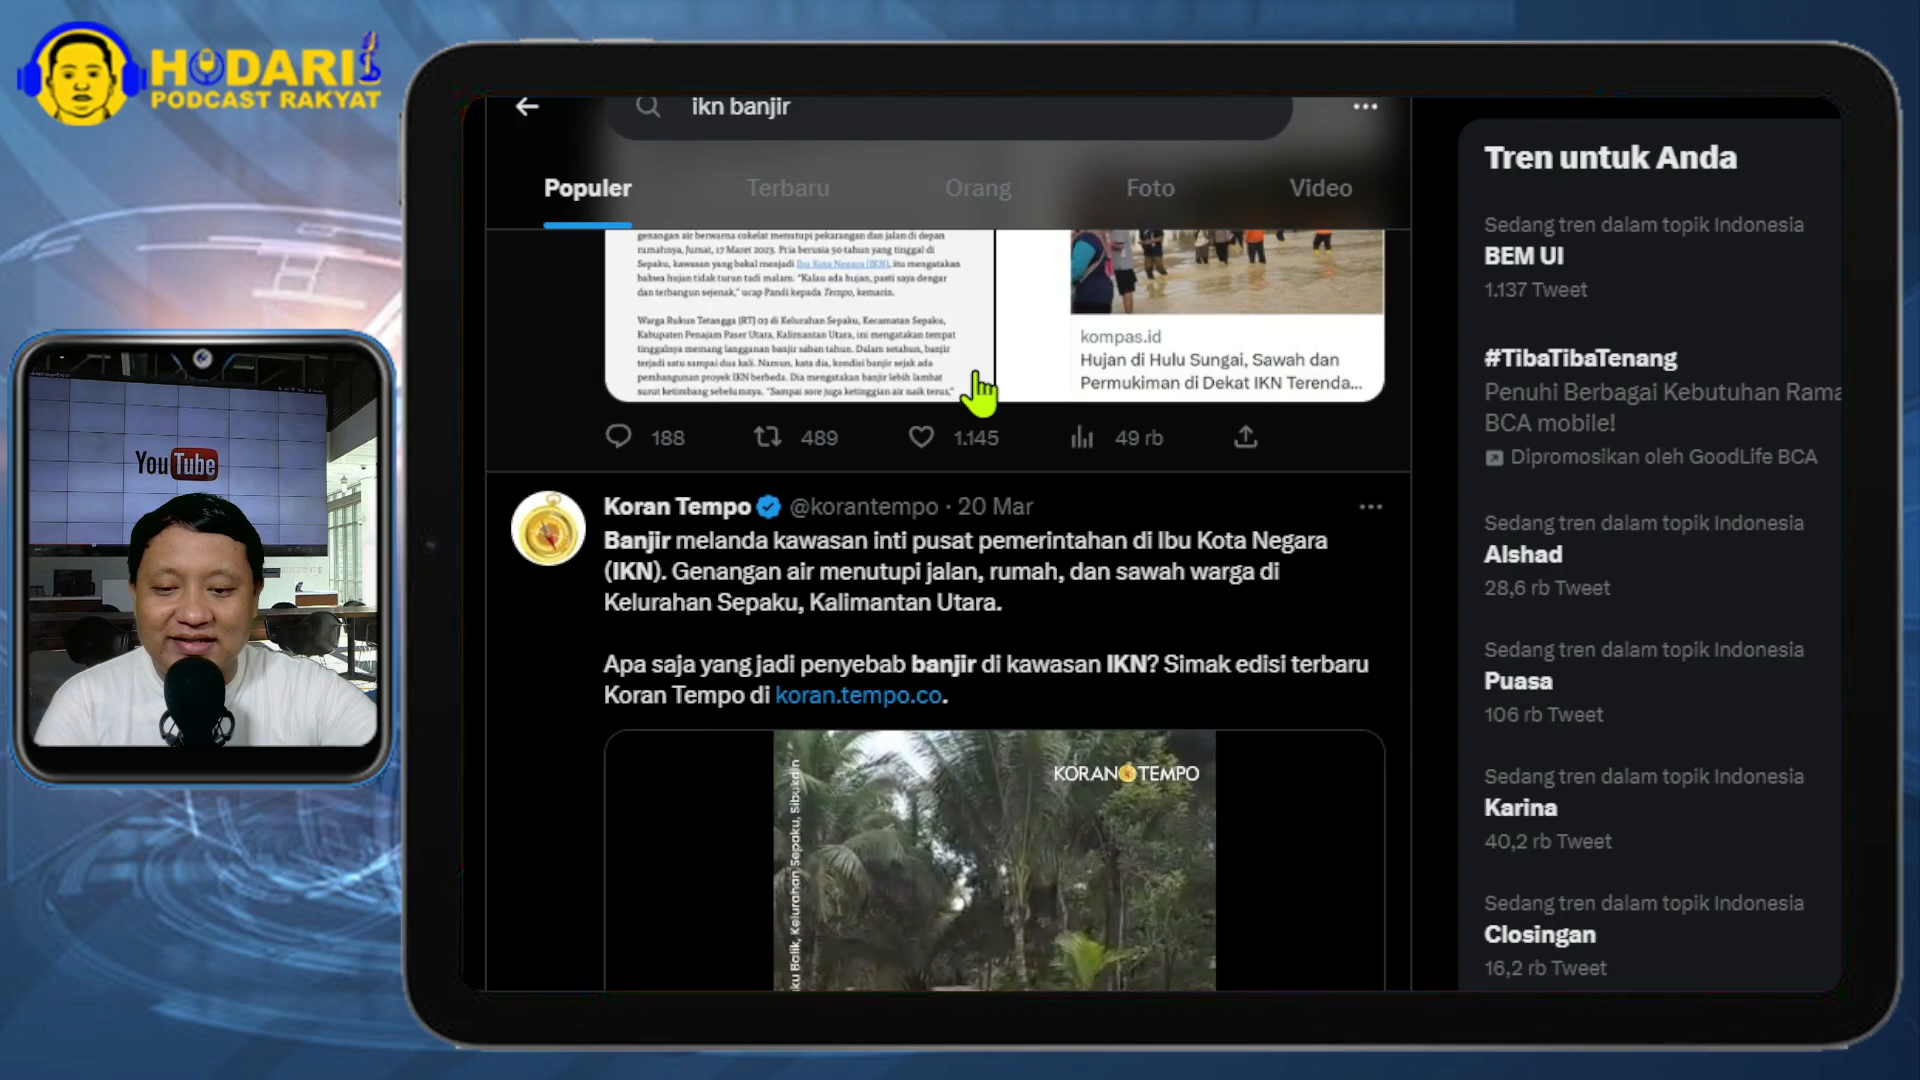 HODARI
PODCAST RAKYAT
YouTube
ikn banjir
Populer
Terbaru
Orang
Foto
Video
genangan air berwarna cokelat menutupi pekarangan dan jalan di depan
rumahnya, Jumat, 17 Maret 2023. Pria berusia 50 tahun yang tinggal di
Sepaku, kawasan yang bakal menjadi Ibu Kota Negara (IKN), itu mengatakan
bahwa hujan tidak turun tadi malam. "Kalau ada hujan, pasti saya dengar
dan terbangun sejenak," ucap Pandi kepada Tempo, kemarin.
Warga Rukun Tetangga (RT) 03 di Kelurahan Sepaku, Kecamatan Sepaku,
Kabupaten Penajam Paser Utara, Kalimantan Utara, ini mengatakan tempat
tinggalnya memang langganan banjir saban tahun. Dalam setahun, banjir
terjadi satu sampai dua kali. Namun, kata dia, kondisi banjir sejak ada
pembangunan proyek IKN berbeda. Dia mengatakan banjir lebih lambat
surut ketimbang sebelumnya. "Sampai sore juga ketinggian air naik terus,"
kompas.id
Hujan di Hulu Sungai, Sawah dan
Permukiman di Dekat IKN Terenda...
188
489
1.145
49 rb
Koran Tempo @korantempo · 20 Mar
Banjir melanda kawasan inti pusat pemerintahan di Ibu Kota Negara
(IKN). Genangan air menutupi jalan, rumah, dan sawah warga di
Kelurahan Sepaku, Kalimantan Utara.
Apa saja yang jadi penyebab banjir di kawasan IKN? Simak edisi terbaru
Koran Tempo di koran.tempo.co.
KORAN TEMPO
ku Balik, Kelurahan Sepaku, Sibukdin
Tren untuk Anda
Sedang tren dalam topik Indonesia
BEM UI
1.137 Tweet
#TibaTibaTenang
Penuhi Berbagai Kebutuhan Rama
BCA mobile!
Dipromosikan oleh GoodLife BCA
Sedang tren dalam topik Indonesia
Alshad
28,6 rb Tweet
Sedang tren dalam topik Indonesia
Puasa
106 rb Tweet
Sedang tren dalam topik Indonesia
Karina
40,2 rb Tweet
Sedang tren dalam topik Indonesia
Closingan
16,2 rb Tweet